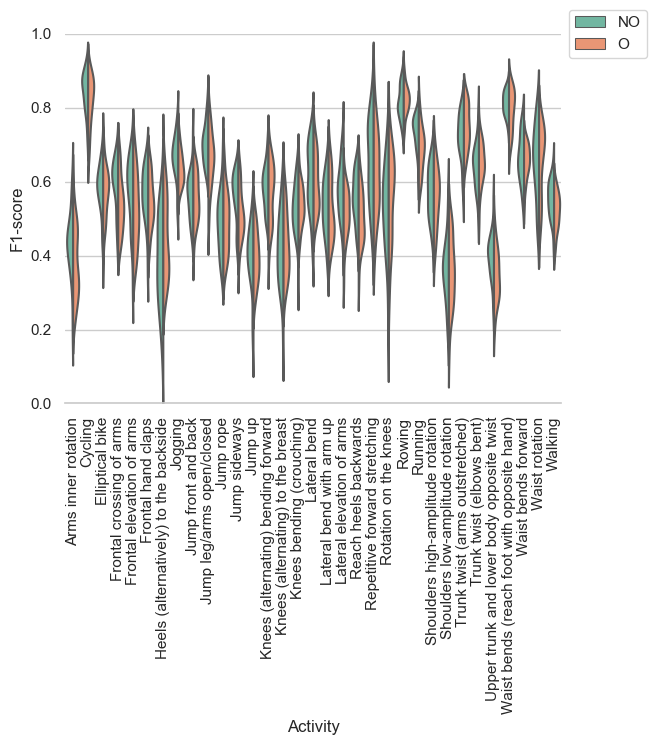 NO
O
1.0
0.8
0.6
0.4
0.2
0.0
F1-score
Arms inner rotation
Cycling
Elliptical bike
Frontal crossing of arms
Frontal elevation of arms
Frontal hand claps
Heels (alternatively) to the backside
Jogging
Jump front and back
Jump leg/arms open/closed
Jump rope
Jump sideways
Jump up
Knees (alternating) bending forward
Knees (alternating) to the breast
Knees bending (crouching)
Lateral bend
Lateral bend with arm up
Lateral elevation of arms
Reach heels backwards
Repetitive forward stretching
Rotation on the knees
Rowing
Running
Shoulders high-amplitude rotation
Shoulders low-amplitude rotation
Trunk twist (arms outstretched)
Trunk twist (elbows bent)
Upper trunk and lower body opposite twist
Waist bends (reach foot with opposite hand)
Waist bends forward
Waist rotation
Walking
Activity